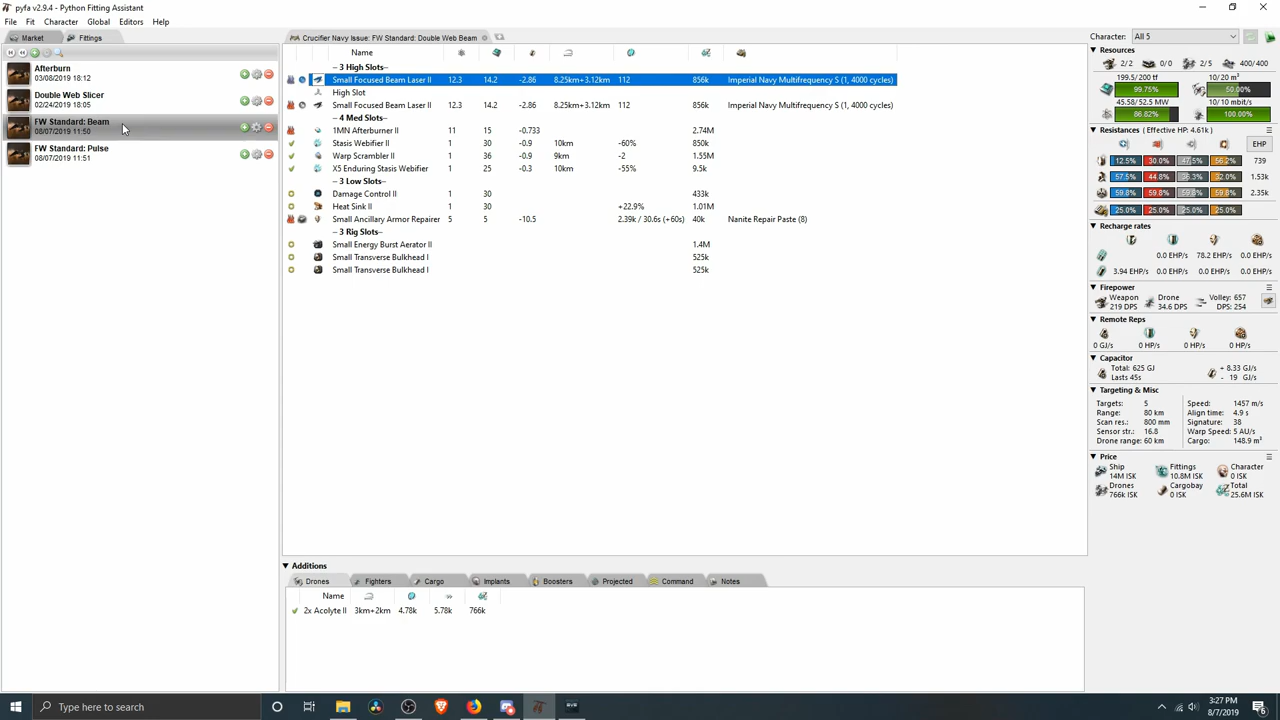 pyfa v2.9.4 - Python Fitting Assistant
File Fit Character Global Editors Help
Market Fittings
Afterburn
03/08/2019 18:12
Double Web Slicer
02/24/2019 18:05
FW Standard: Beam
08/07/2019 11:50
FW Standard: Pulse
08/07/2019 11:51
Crucifier Navy Issue: FW Standard: Double Web Beam
Name
– 3 High Slots–
Small Focused Beam Laser II 12.3 14.2 -2.86 8.25km+3.12km 112 856k Imperial Navy Multifrequency S (1, 4000 cycles)
High Slot
Small Focused Beam Laser II 12.3 14.2 -2.86 8.25km+3.12km 112 856k Imperial Navy Multifrequency S (1, 4000 cycles)
– 4 Med Slots–
1MN Afterburner II 11 15 -0.733 2.74M
Stasis Webifier II 1 30 -0.9 10km -60% 850k
Warp Scrambler II 1 36 -0.9 9km -2 1.55M
X5 Enduring Stasis Webifier 1 25 -0.3 10km -55% 9.5k
– 3 Low Slots–
Damage Control II 1 30 433k
Heat Sink II 1 30 +22.9% 1.01M
Small Ancillary Armor Repairer 5 5 -10.5 2.39k / 30.6s (+60s) 40k Nanite Repair Paste (8)
– 3 Rig Slots–
Small Energy Burst Aerator II 1.4M
Small Transverse Bulkhead I 525k
Small Transverse Bulkhead I 525k
Character: All 5
Resources
2/2 0/0 2/5 400/400
199.5/200 tf 10/20 m³
99.75% 50.00%
45.58/52.5 MW 10/10 mbit/s
86.82% 100.00%
Resistances ( Effective HP: 4.61k )
EHP
12.5% 30.0% 47.5% 56.2% 739
57.5% 44.8% 36.3% 32.0% 1.53k
59.8% 59.8% 59.8% 59.8% 2.35k
25.0% 25.0% 25.0% 25.0%
Recharge rates
0.0 EHP/s 78.2 EHP/s 0.0 EHP/s
3.94 EHP/s 0.0 EHP/s 0.0 EHP/s 0.0 EHP/s
Firepower
Weapon Drone Volley: 657
219 DPS 34.6 DPS DPS: 254
Remote Reps
0 GJ/s 0 HP/s 0 HP/s 0 HP/s
Capacitor
Total: 625 GJ + 8.33 GJ/s
Lasts 45s - 19 GJ/s
Targeting & Misc
Targets: 5 Speed: 1457 m/s
Range: 80 km Align time: 4.9 s
Scan res.: 800 mm Signature: 38
Sensor str.: 16.8 Warp Speed: 5 AU/s
Drone range: 60 km Cargo: 148.9 m³
Price
Ship Fittings Character
14M ISK 10.8M ISK 0 ISK
Drones Cargobay Total
766k ISK 0 ISK 25.6M ISK
Additions
Drones Fighters Cargo Implants Boosters Projected Command Notes
Name
2x Acolyte II 3km+2km 4.78k 5.78k 766k
Type here to search
3:27 PM
8/7/2019